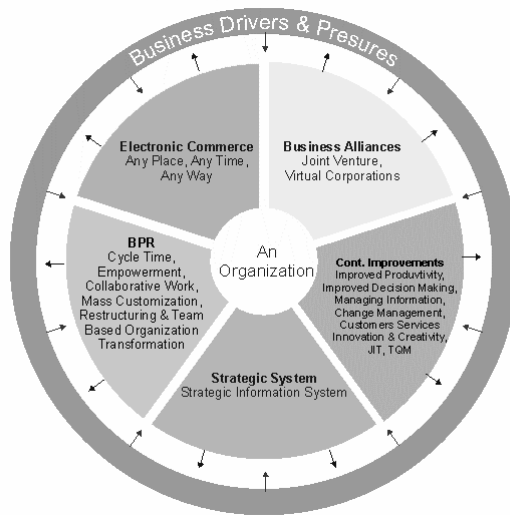 Business Drivers & Presures
Electronic Commerce
Any Place, Any Time,
Any Way
Business Alliances
Joint Venture,
Virtual Corporations
BPR
Cycle Time,
Empowerment,
Collaborative Work,
Mass Customization,
Restructuring & Team
Based Organization
Transformation
An
Organization
Cont. Improvements
Improved Produvtivity,
Improved Decision Making,
Managing Information,
Change Management,
Customers Services
Innovation & Creativity,
JIT, TQM
Strategic System
Strategic Information System